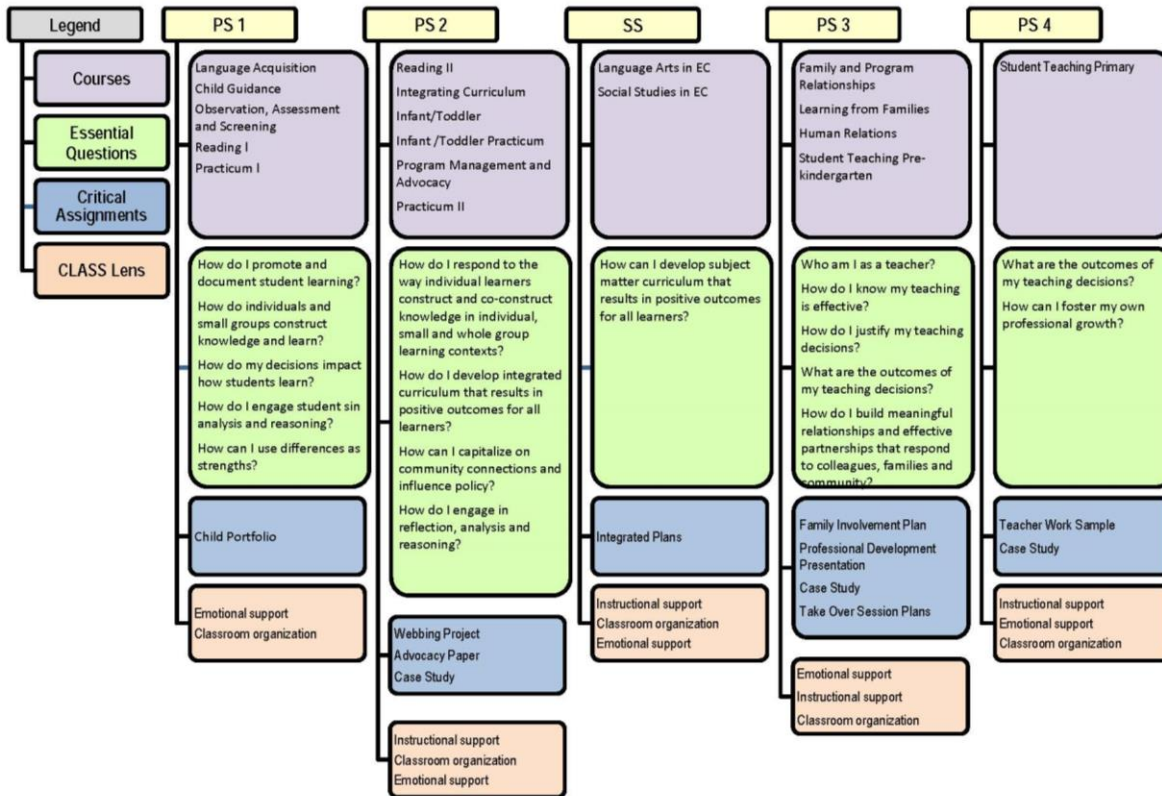 Legend
Courses
Essential
Questions
Critical
Assignments
CLASS Lens
PS 1
Language Acquisition
Child Guidance
Observation, Assessment
and Screening
Reading I
Practicum I
How do I promote and
document student learning?
How do individuals and
small groups construct
knowledge and learn?
How do my decisions impact
how students learn?
How do I engage student sin
analysis and reasoning?
How can I use differences as
strengths?
Child Portfolio
Emotional support
Classroom organization
PS 2
Reading II
Integrating Curriculum
Infant/Toddler
Infant /Toddler Practicum
Program Management and
Advocacy
Practicum II
How do I respond to the
way individual learners
construct and co-construct
knowledge in individual,
small and whole group
learning contexts?
How do I develop integrated
curriculum that results in
positive outcomes for all
learners?
How can I capitalize on
community connections and
influence policy?
How do I engage in
reflection, analysis and
reasoning?
Webbing Project
Advocacy Paper
Case Study
Instructional support
Classroom organization
Emotional support
SS
Language Arts in EC
Social Studies in EC
How can I develop subject
matter curriculum that
results in positive outcomes
for all learners?
Integrated Plans
Instructional support
Classroom organization
Emotional support
PS 3
Family and Program
Relationships
Learning from Families
Human Relations
Student Teaching Pre-
kindergarten
Who am I as a teacher?
How do I know my teaching
is effective?
How do I justify my teaching
decisions?
What are the outcomes of
my teaching decisions?
How do I build meaningful
relationships and effective
partnerships that respond
to colleagues, families and
community?
Family Involvement Plan
Professional Development
Presentation
Case Study
Take Over Session Plans
Emotional support
Instructional support
Classroom organization
PS 4
Student Teaching Primary
What are the outcomes of
my teaching decisions?
How can I foster my own
professional growth?
Teacher Work Sample
Case Study
Instructional support
Emotional support
Classroom organization